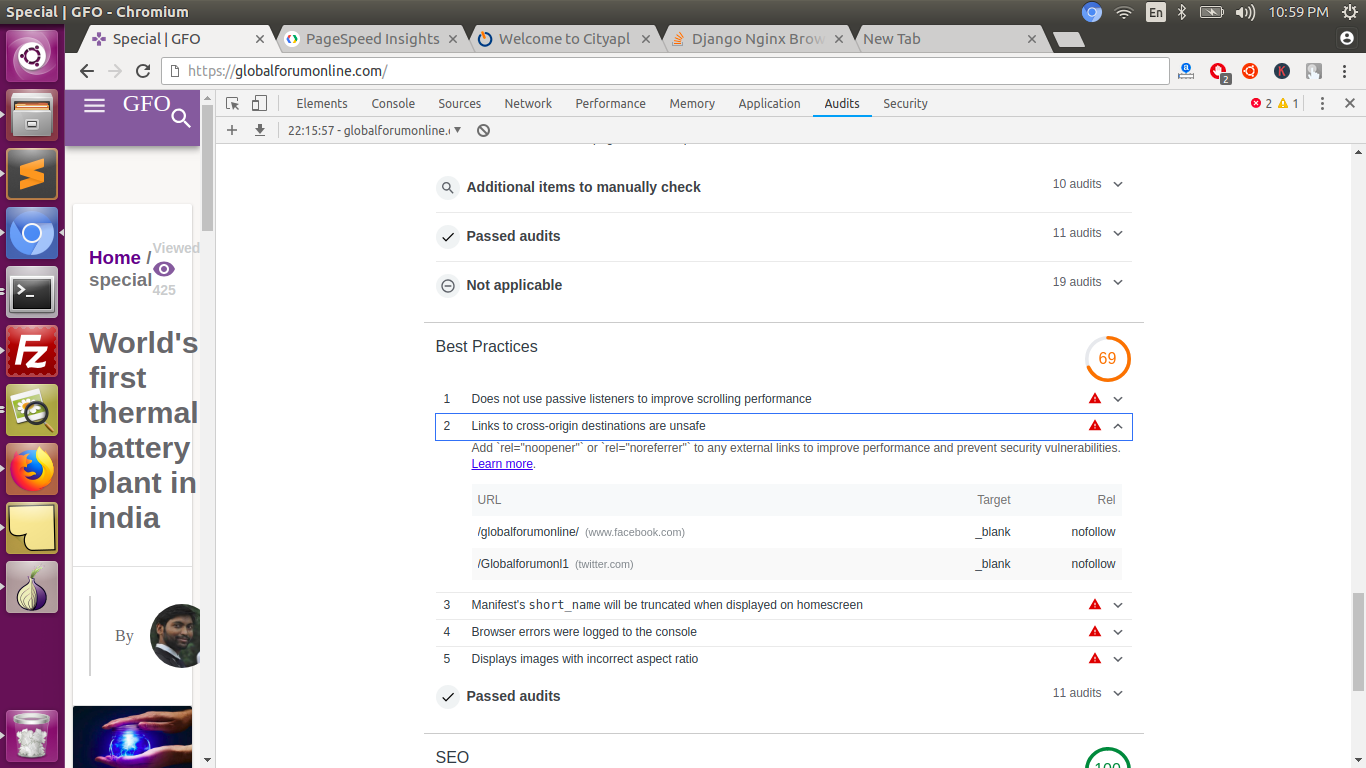 Special | GFO - Chromium
En
10:59 PM
Special | GFO
PageSpeed Insights
Welcome to Cityapl
Django Nginx Brow
New Tab
https://globalforumonline.com/
a
2
K
GFO
Elements
Console
Sources
Network
Performance
Memory
Application
Audits
Security
2
1
22:15:57 - globalforumonline.
Additional items to manually check
10 audits
Passed audits
11 audits
Not applicable
19 audits
Best Practices
69
1 Does not use passive listeners to improve scrolling performance
2 Links to cross-origin destinations are unsafe
Add `rel="noopener"` or `rel="noreferrer"` to any external links to improve performance and prevent security vulnerabilities.
Learn more.
URL Target Rel
/globalforumonline/ (www.facebook.com) _blank nofollow
/Globalforumonl1 (twitter.com) _blank nofollow
3 Manifest's short_name will be truncated when displayed on homescreen
4 Browser errors were logged to the console
5 Displays images with incorrect aspect ratio
Passed audits
11 audits
SEO
100
Home /
special
Viewed
425
World's
first
thermal
battery
plant in
india
By
Fz